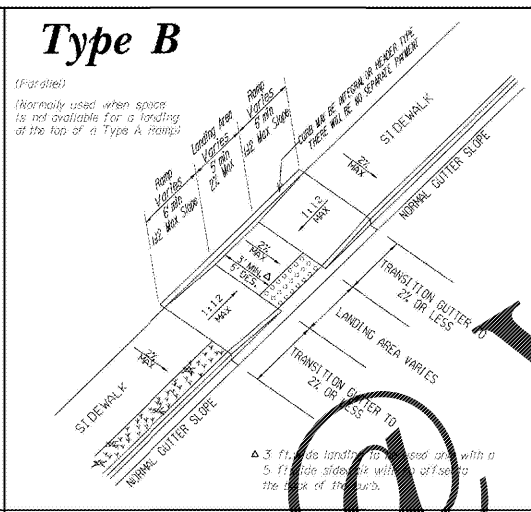 Type B
(Parallel)
(Normally used when space
is not available for a landing
at the top of a Type A Ramp)
Ramp
Varies
6 min
1:12 Max Slope
Landing Area
Varies
5 min
2% Max
Ramp
Varies
6 min
1:12 Max Slope
CURB MAY BE INTEGRAL OR HEADER TYPE
THERE WILL BE NO SEPARATE PAYMENT
SIDEWALK
2%
MAX
NORMAL GUTTER SLOPE
1:12
MAX
2%
MAX
3' MIN. Δ
5' DES.
1:12
MAX
TRANSITION GUTTER TO
2% OR LESS
LANDING AREA VARIES
TRANSITION GUTTER TO
2% OR LESS
2%
MAX
SIDEWALK
NORMAL GUTTER SLOPE
Δ 3 ft. wide landing to be used only with a
5 ft. wide sidewalk with no offset to
the back of the curb.